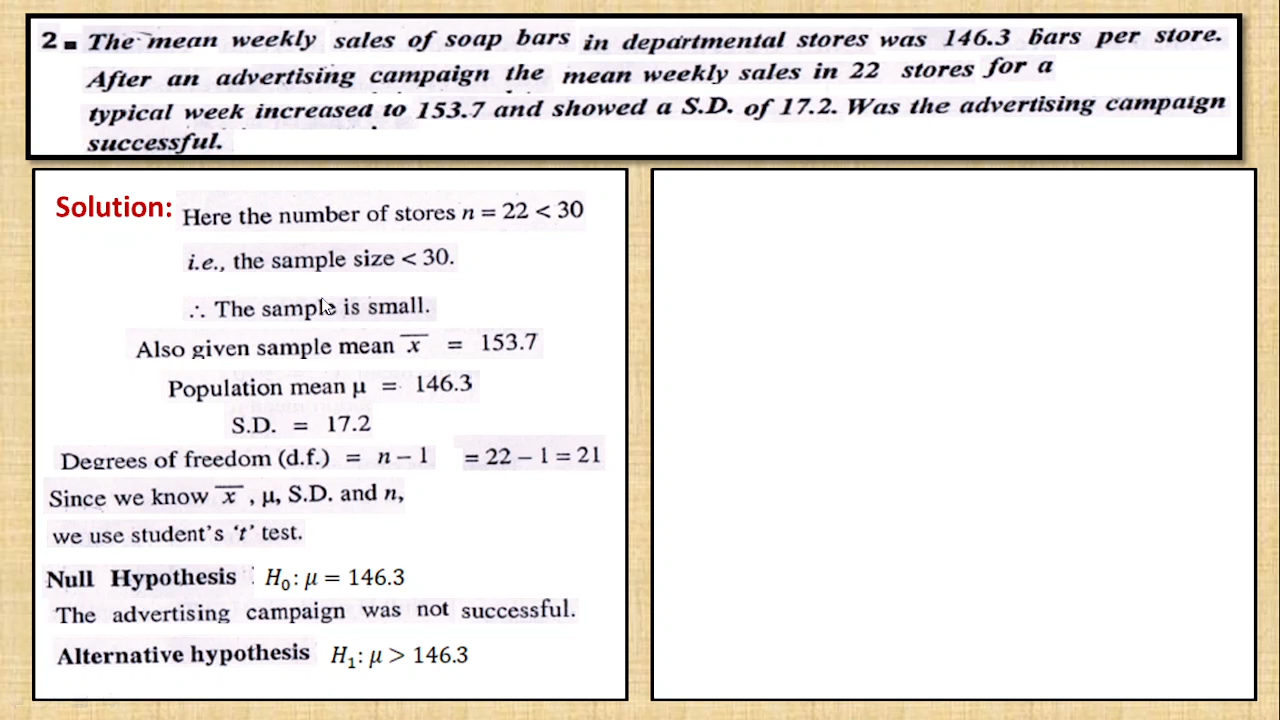 2. The mean weekly sales of soap bars in departmental stores was 146.3 bars per store.
After an advertising campaign the mean weekly sales in 22 stores for a
typical week increased to 153.7 and showed a S.D. of 17.2. Was the advertising campaign
successful.
Solution: Here the number of stores n = 22 < 30
i.e., the sample size < 30.
∴ The sample is small.
Also given sample mean x̄ = 153.7
Population mean μ = 146.3
S.D. = 17.2
Degrees of freedom (d.f.) = n – 1 = 22 – 1 = 21
Since we know x̄, μ, S.D. and n,
we use student's 't' test.
Null Hypothesis : H₀: μ = 146.3
The advertising campaign was not successful.
Alternative hypothesis H₁: μ > 146.3